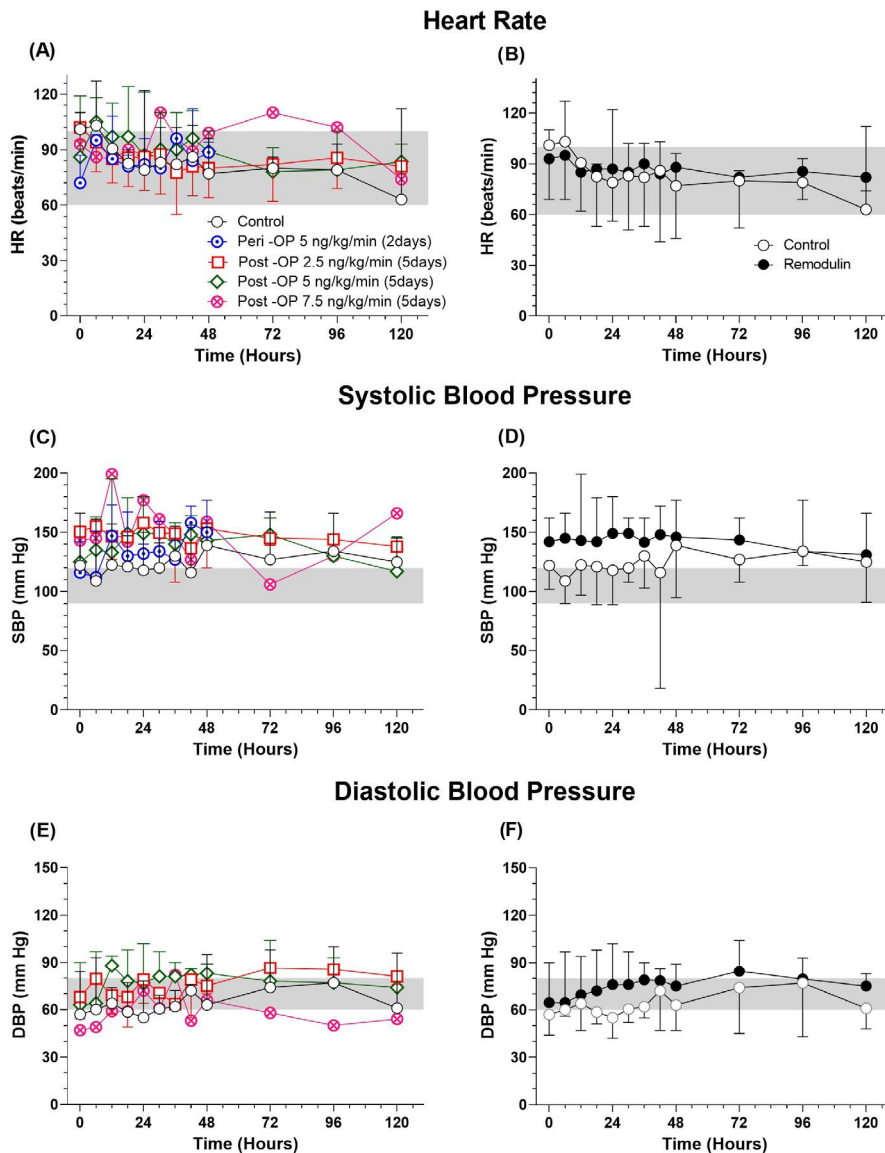 Heart Rate
(A)
HR (beats/min)
120
90
60
30
0
0 24 48 72 96 120
Time (Hours)
Control
Peri -OP 5 ng/kg/min (2days)
Post -OP 2.5 ng/kg/min (5days)
Post -OP 5 ng/kg/min (5days)
Post -OP 7.5 ng/kg/min (5days)
(B)
HR (beats/min)
120
90
60
30
0
0 24 48 72 96 120
Time (Hours)
Control
Remodulin
Systolic Blood Pressure
(C)
SBP (mm Hg)
200
150
100
50
0
0 24 48 72 96 120
Time (Hours)
(D)
SBP (mm Hg)
200
150
100
50
0
0 24 48 72 96 120
Time (Hours)
Diastolic Blood Pressure
(E)
DBP (mm Hg)
150
120
90
60
30
0
0 24 48 72 96 120
Time (Hours)
(F)
DBP (mm Hg)
150
120
90
60
30
0
0 24 48 72 96 120
Time (Hours)